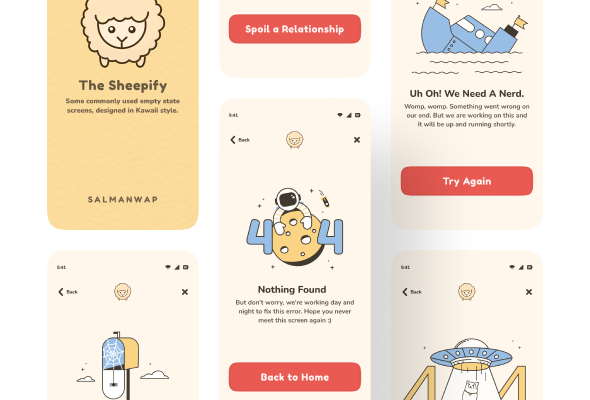 The Sheepify
Some commonly used empty state
screens, designed in Kawaii style.
SALMANWAP
9:41
Back
Spoil a Relationship
9:41
Back
4 4
Nothing Found
But don't worry, we're working day and
night to fix this error. Hope you never
meet this screen again :)
Back to Home
Uh Oh! We Need A Nerd.
Womp, womp. Something went wrong on
our end. But we are working on this and
it will be up and running shortly.
Try Again
9:41
Back